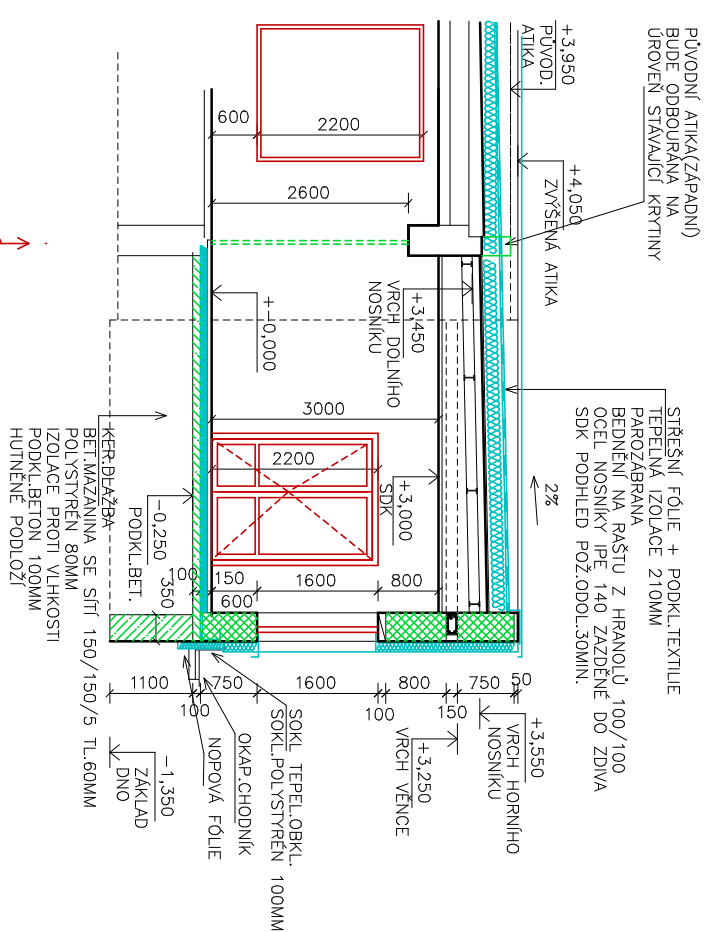 PŮVODNÍ ATIKA(ZÁPADNÍ)
BUDE ODBOURÁNA NA
ÚROVEŇ STÁVAJÍCÍ KRYTINY
+3,950
PŮVOD.
ATIKA
+4,050
ZVÝŠENÁ ATIKA
STŘEŠNÍ FÓLIE + PODKL.TEXTILIE
TEPELNÁ IZOLACE 210MM
PAROZÁBRANA
BEDNĚNÍ NA RAŠTU Z HRANOLŮ 100/100
OCEL NOSNÍKY IPE 140 ZAZDĚNÉ DO ZDIVA
SDK PODHLED POŽ.ODOL.30MIN.
2%
600
2200
2600
+3,450
VRCH DOLNÍHO
NOSNÍKU
+-0,000
3000
2200
+3,000
SDK
100
150
1600
800
600
350
-0,250
PODKL.BET.
KER.DLAŽBA
BET.MAZANINA SE SÍTÍ 150/150/5 TL.60MM
POLYSTYRÉN 80MM
IZOLACE PROTI VLHKOSTI
PODKL.BETON 100MM
HUTNĚNÉ PODLOŽÍ
1100
100
750
1600
100
800
150
750
50
+3,550
VRCH HORNÍHO
NOSNÍKU
+3,250
VRCH VĚNCE
SOKL TEPEL.OBKL.
SOKL.POLYSTYRÉN 100MM
OKAP.CHODNÍK
NOPOVÁ FÓLIE
-1,350
ZÁKLAD
DNO